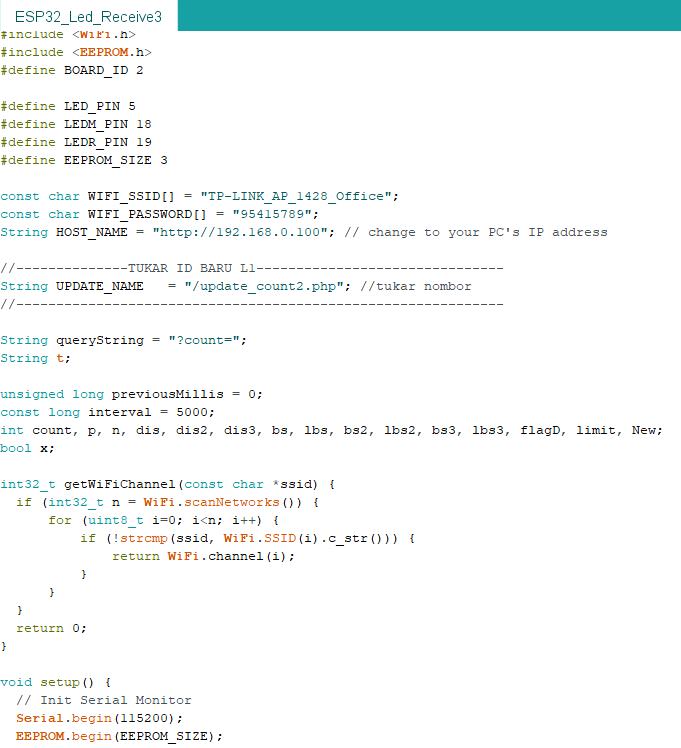 ESP32_Led_Receive3
#include <WiFi.h>
#include <EEPROM.h>
#define BOARD_ID 2

#define LED_PIN 5
#define LEDM_PIN 18
#define LEDR_PIN 19
#define EEPROM_SIZE 3

const char WIFI_SSID[] = "TP-LINK_AP_1428_Office";
const char WIFI_PASSWORD[] = "95415789";
String HOST_NAME = "http://192.168.0.100"; // change to your PC's IP address

//--------------TUKAR ID BARU L1-------------------------------
String UPDATE_NAME   = "/update_count2.php"; //tukar nombor
//-------------------------------------------------------------

String queryString = "?count=";
String t;

unsigned long previousMillis = 0;
const long interval = 5000;
int count, p, n, dis, dis2, dis3, bs, lbs, bs2, lbs2, bs3, lbs3, flagD, limit, New;
bool x;

int32_t getWiFiChannel(const char *ssid) {
  if (int32_t n = WiFi.scanNetworks()) {
      for (uint8_t i=0; i<n; i++) {
          if (!strcmp(ssid, WiFi.SSID(i).c_str())) {
              return WiFi.channel(i);
          }
      }
  }
  return 0;
}

void setup() {
  // Init Serial Monitor
  Serial.begin(115200);
  EEPROM.begin(EEPROM_SIZE);